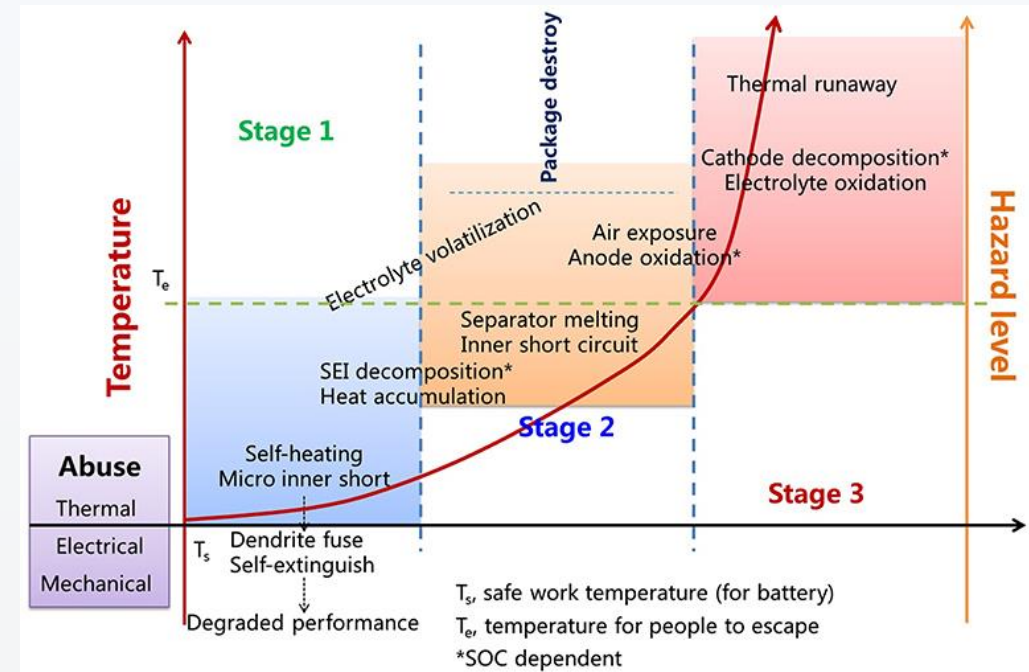 Stage 1
Package destroy
Thermal runaway
Cathode decomposition*
Electrolyte oxidation
Temperature
Hazard level
Electrolyte volatilization
Air exposure
Anode oxidation*
Te
Separator melting
Inner short circuit
SEI decomposition*
Heat accumulation
Stage 2
Self-heating
Micro inner short
Stage 3
Abuse
Thermal
Electrical
Mechanical
Ts
Dendrite fuse
Self-extinguish
Degraded performance
Ts, safe work temperature (for battery)
Te, temperature for people to escape
*SOC dependent